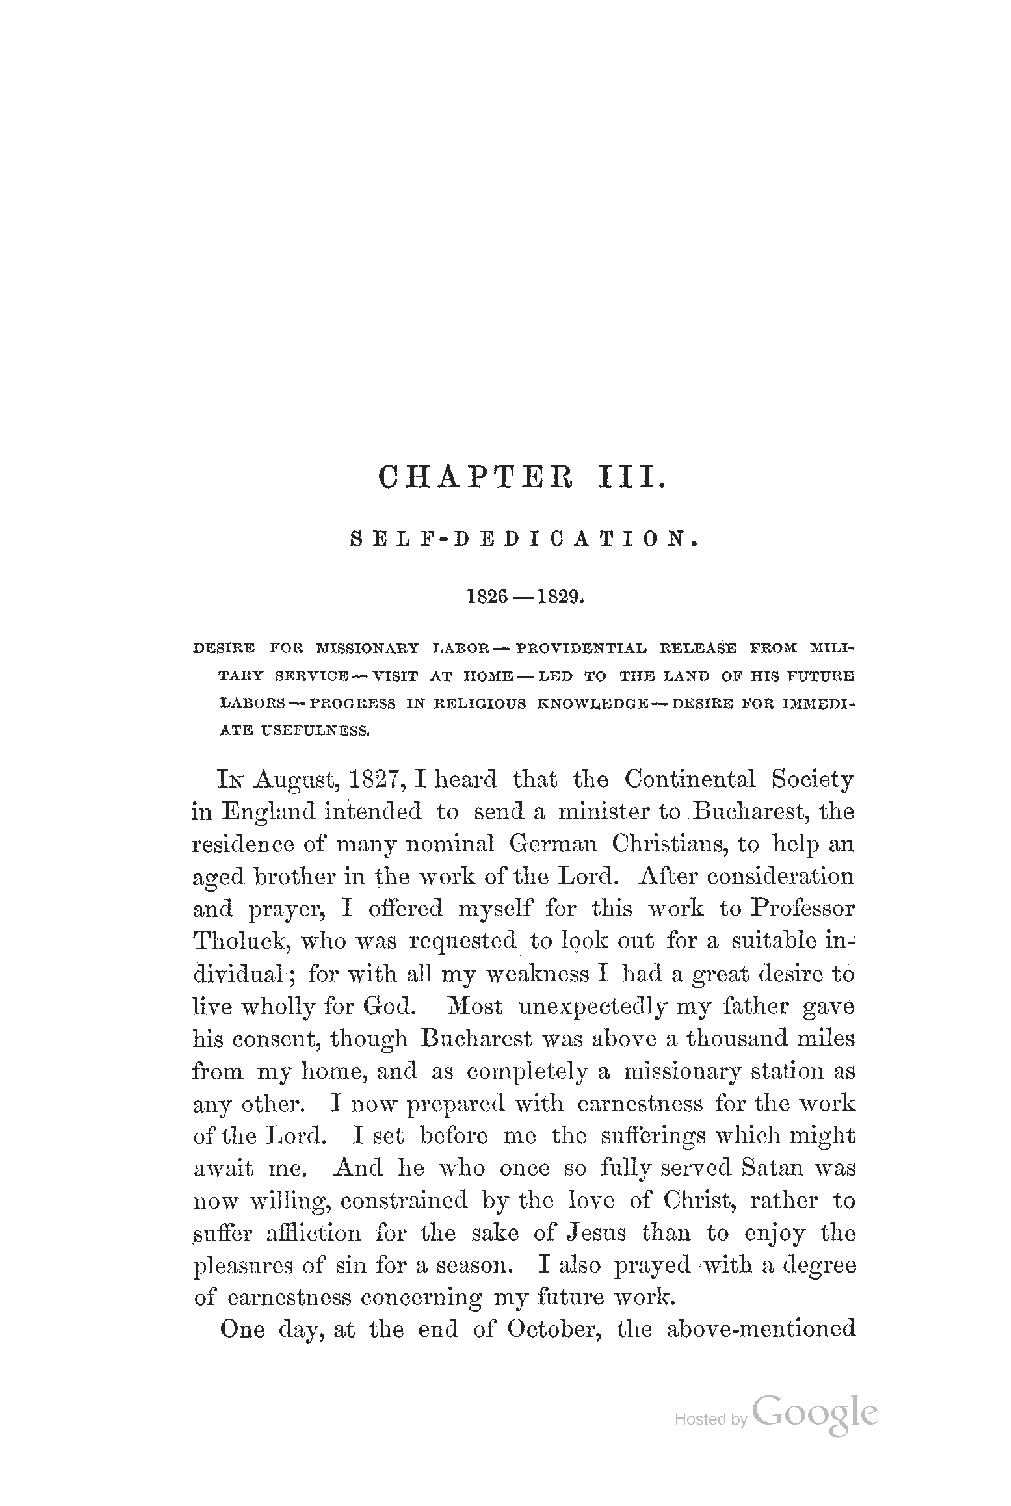 CHAPTER III.
SELF-DEDICATION.
1826—1829.
DESIRE FOR MISSIONARY LABOR—PROVIDENTIAL RELEASE FROM MILI-
TARY SERVICE—VISIT AT HOME—LED TO THE LAND OF HIS FUTURE
LABORS—PROGRESS IN RELIGIOUS KNOWLEDGE—DESIRE FOR IMMEDI-
ATE USEFULNESS.
IN August, 1827, I heard that the Continental Society
in England intended to send a minister to Bucharest, the
residence of many nominal German Christians, to help an
aged brother in the work of the Lord. After consideration
and prayer, I offered myself for this work to Professor
Tholuck, who was requested to look out for a suitable in-
dividual; for with all my weakness I had a great desire to
live wholly for God. Most unexpectedly my father gave
his consent, though Bucharest was above a thousand miles
from my home, and as completely a missionary station as
any other. I now prepared with earnestness for the work
of the Lord. I set before me the sufferings which might
await me. And he who once so fully served Satan was
now willing, constrained by the love of Christ, rather to
suffer affliction for the sake of Jesus than to enjoy the
pleasures of sin for a season. I also prayed with a degree
of earnestness concerning my future work.
One day, at the end of October, the above-mentioned
Hosted by Google